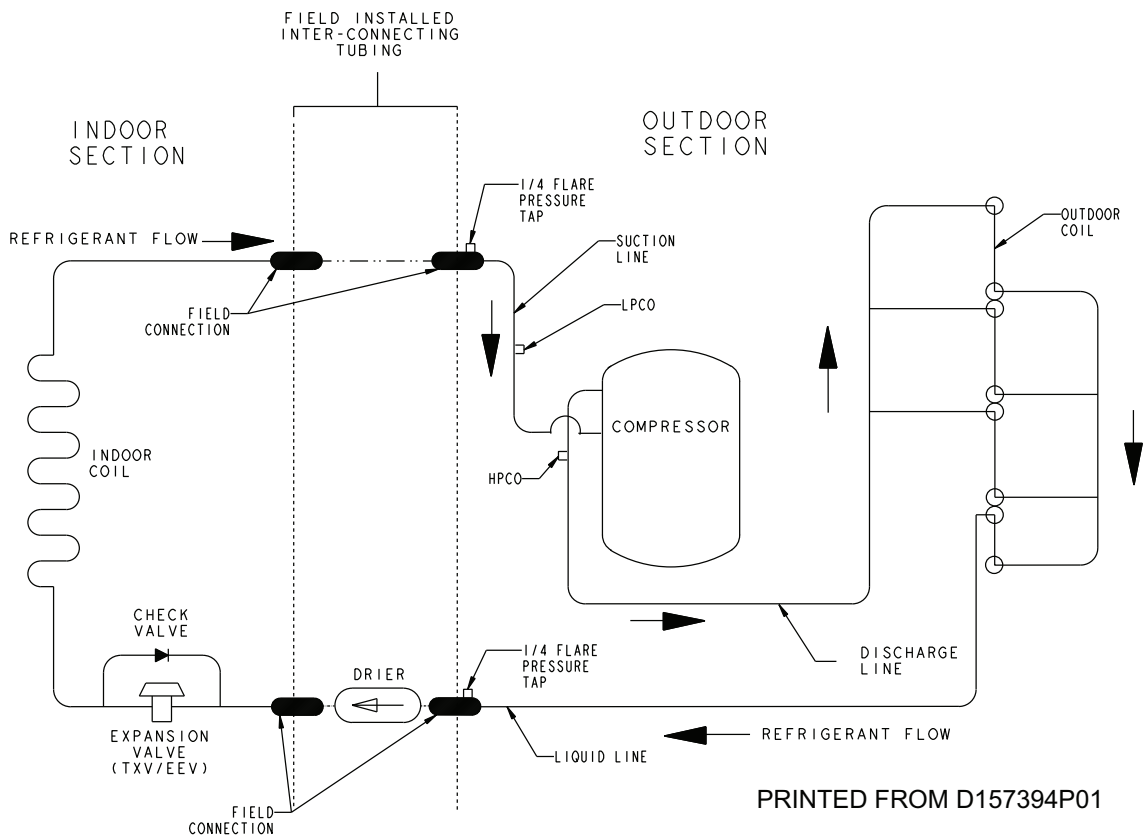 FIELD INSTALLED
INTER-CONNECTING
TUBING
INDOOR
SECTION
OUTDOOR
SECTION
1/4 FLARE
PRESSURE
TAP
REFRIGERANT FLOW
OUTDOOR
COIL
SUCTION
LINE
FIELD
CONNECTION
LPCO
COMPRESSOR
INDOOR
COIL
HPCO
CHECK
VALVE
DRIER
1/4 FLARE
PRESSURE
TAP
DISCHARGE
LINE
EXPANSION
VALVE
(TXV/EEV)
LIQUID LINE
REFRIGERANT FLOW
FIELD
CONNECTION
PRINTED FROM D157394P01